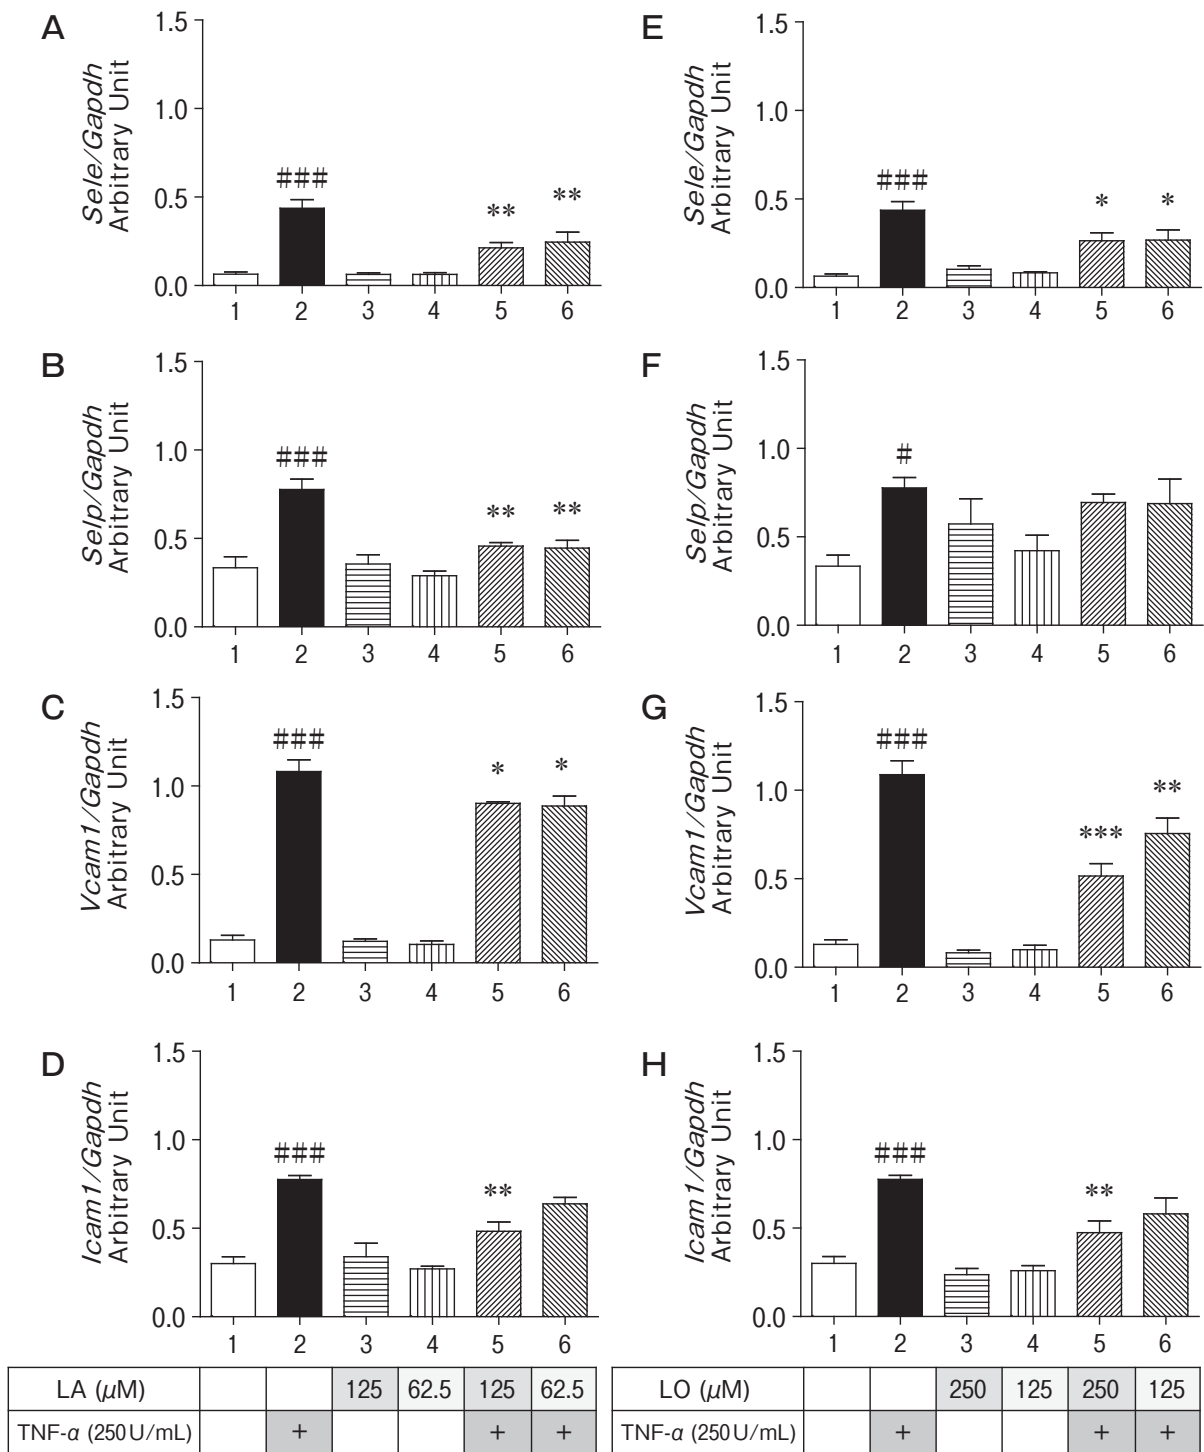 A
Sele/Gapdh
Arbitrary Unit
1.5
1.0
0.5
0.0
###
**
**
1 2 3 4 5 6
E
Sele/Gapdh
Arbitrary Unit
1.5
1.0
0.5
0.0
###
*
*
1 2 3 4 5 6
B
Selp/Gapdh
Arbitrary Unit
1.5
1.0
0.5
0.0
###
**
**
1 2 3 4 5 6
F
Selp/Gapdh
Arbitrary Unit
1.5
1.0
0.5
0.0
#
1 2 3 4 5 6
C
Vcam1/Gapdh
Arbitrary Unit
1.5
1.0
0.5
0.0
###
*
*
1 2 3 4 5 6
G
Vcam1/Gapdh
Arbitrary Unit
1.5
1.0
0.5
0.0
###
***
**
1 2 3 4 5 6
D
Icam1/Gapdh
Arbitrary Unit
1.5
1.0
0.5
0.0
###
**
1 2 3 4 5 6
H
Icam1/Gapdh
Arbitrary Unit
1.5
1.0
0.5
0.0
###
**
1 2 3 4 5 6
LA (μM) 125 62.5 125 62.5
TNF-α (250 U/mL) + + +
LO (μM) 250 125 250 125
TNF-α (250 U/mL) + + +